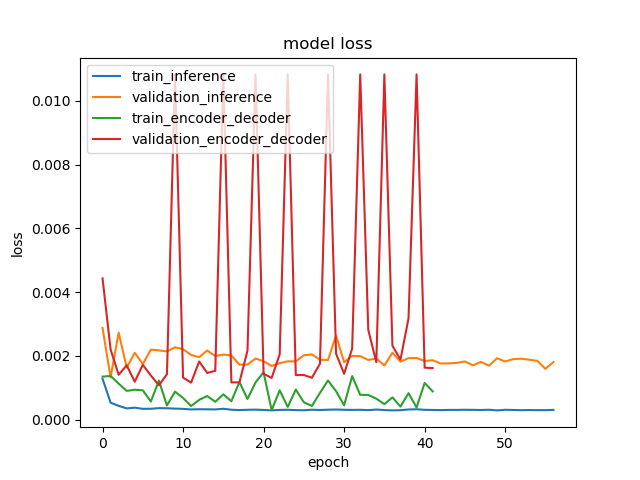 model loss
train_inference
validation_inference
train_encoder_decoder
validation_encoder_decoder
0.010
0.008
0.006
0.004
0.002
0.000
loss
0 10 20 30 40 50
epoch